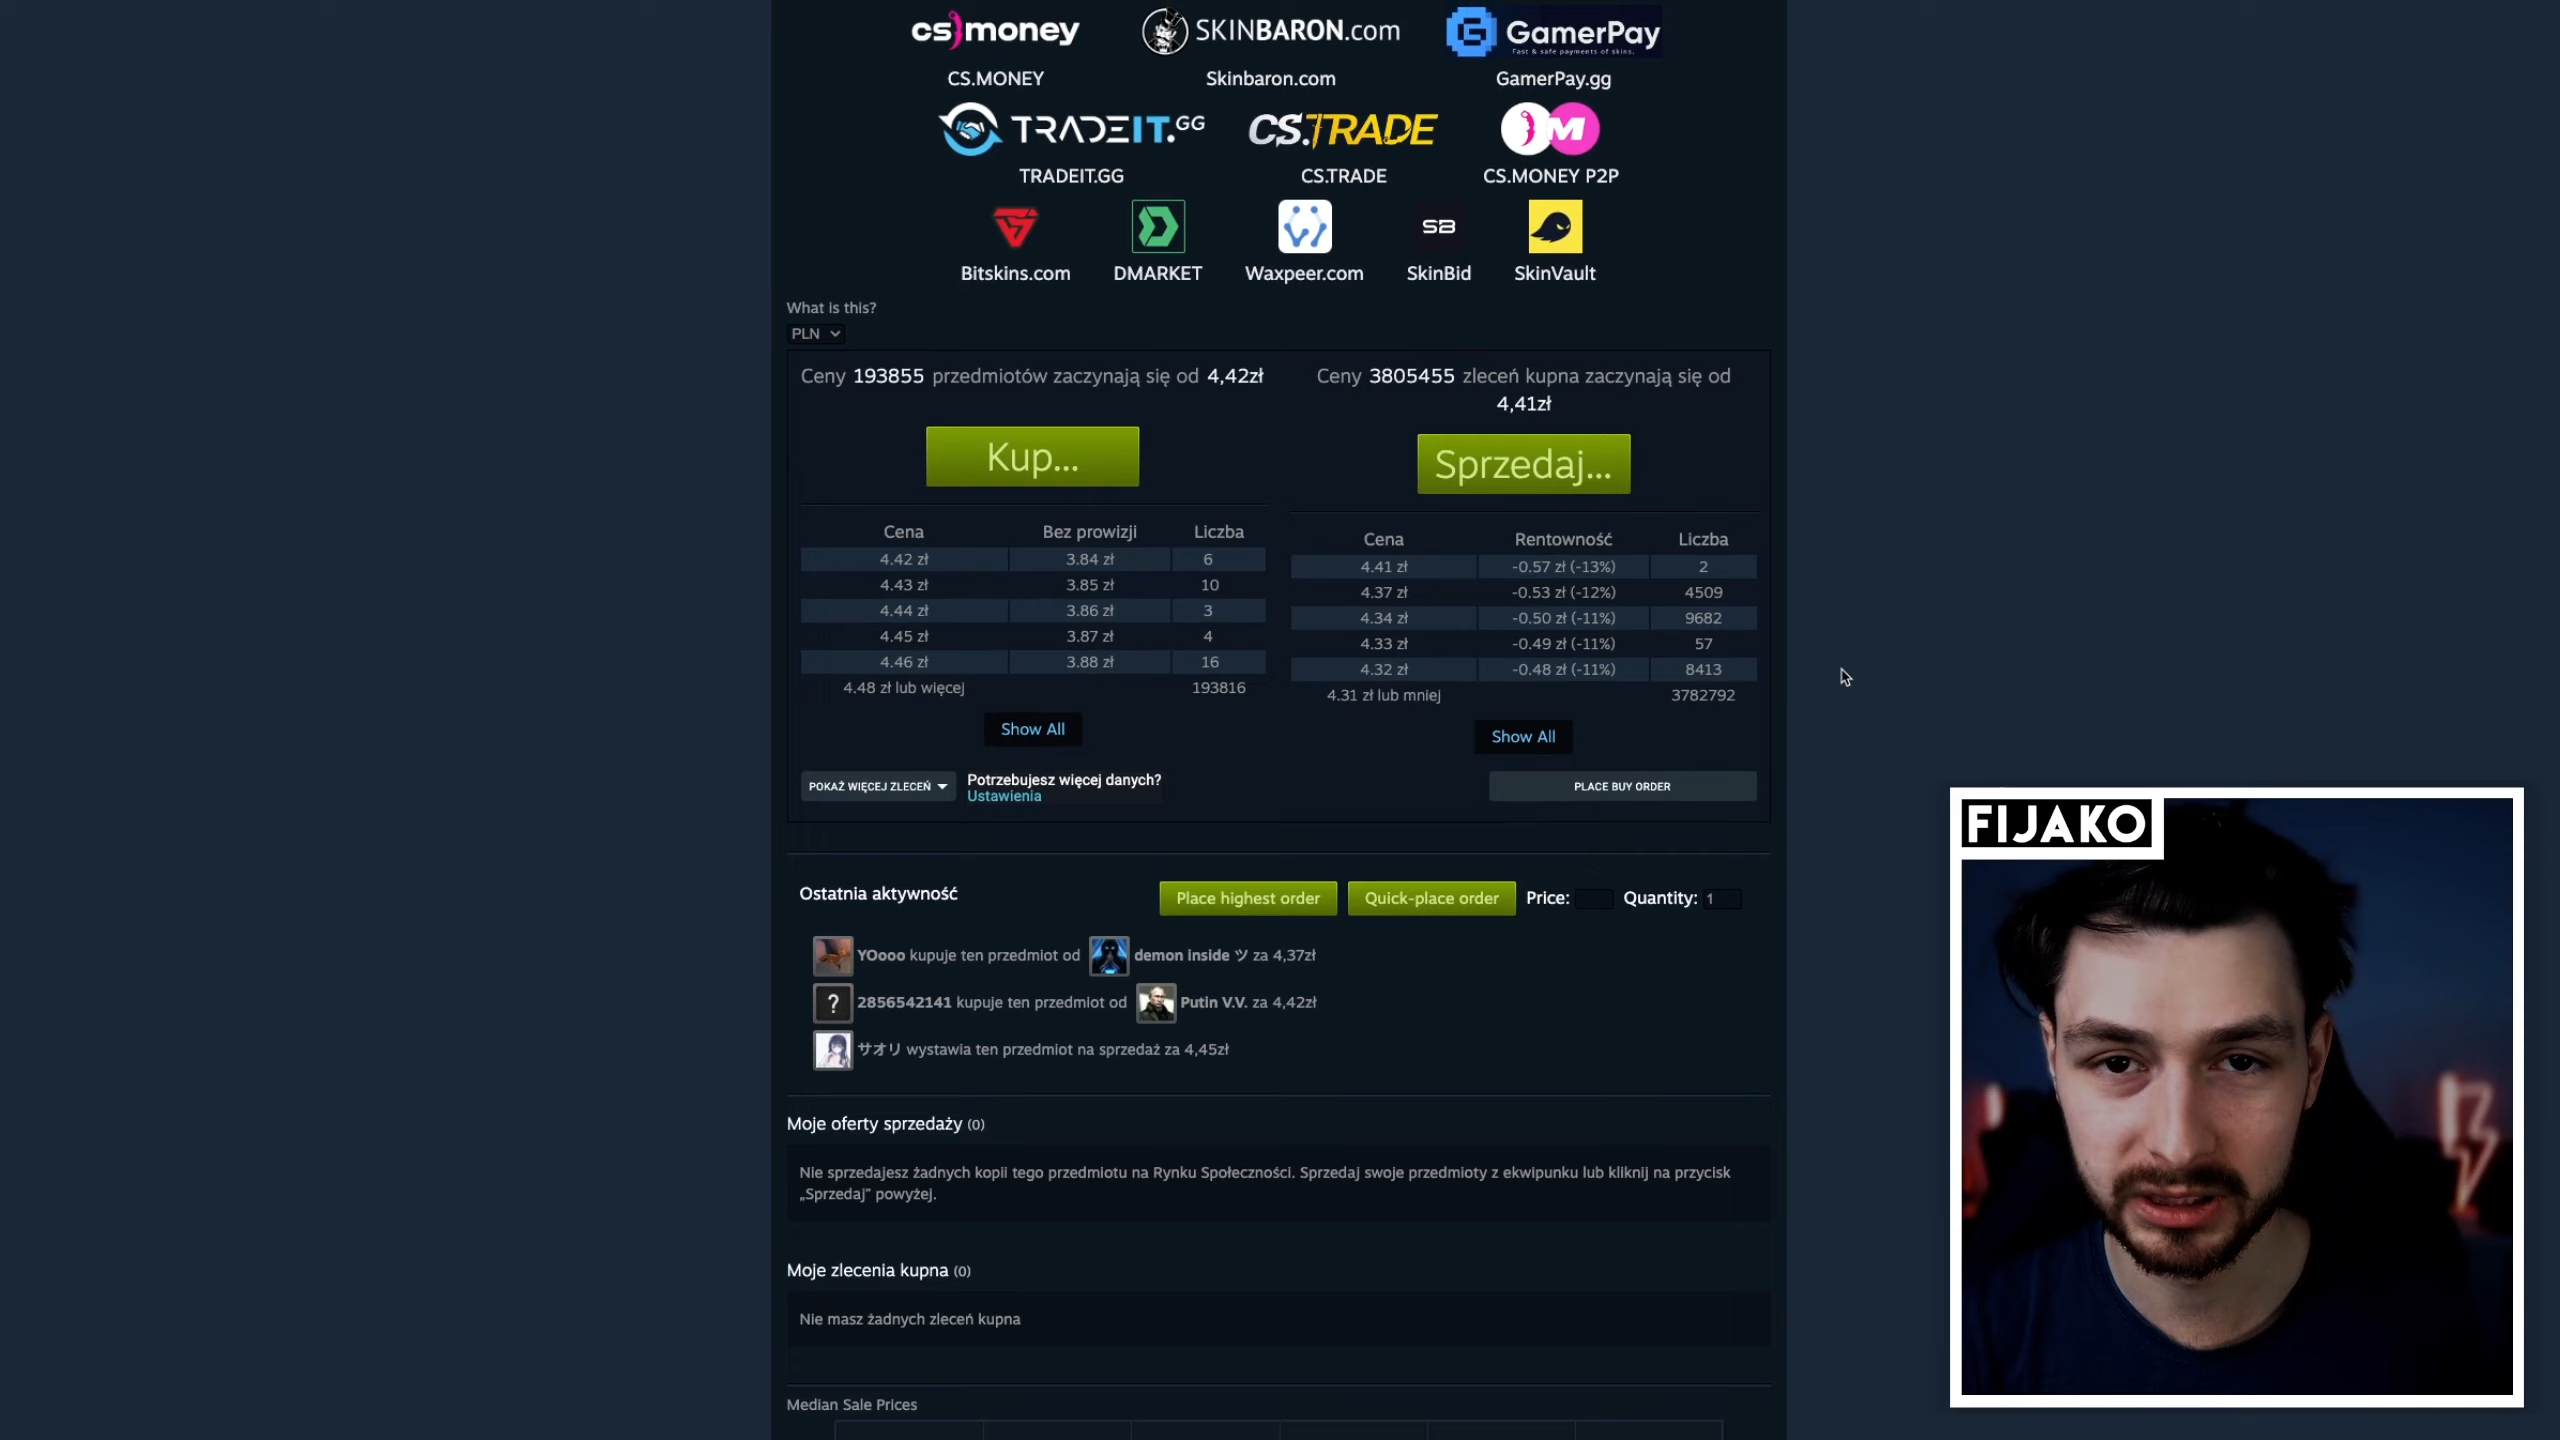 cs money
SKINBARON.com
GamerPay
Fast & safe payments of skins.
CS.MONEY
Skinbaron.com
GamerPay.gg
TRADEIT.GG
CS.TRADE
M
TRADEIT.GG
CS.TRADE
CS.MONEY P2P
SB
Bitskins.com
DMARKET
Waxpeer.com
SkinBid
SkinVault
What is this?
PLN
Ceny 193855 przedmiotów zaczynają się od 4,42zł
Ceny 3805455 zleceń kupna zaczynają się od
4,41zł
Kup...
Sprzedaj...
Cena Bez prowizji Liczba
4.42 zł 3.84 zł 6
4.43 zł 3.85 zł 10
4.44 zł 3.86 zł 3
4.45 zł 3.87 zł 4
4.46 zł 3.88 zł 16
4.48 zł lub więcej 193816
Show All
Cena Rentowność Liczba
4.41 zł -0.57 zł (-13%) 2
4.37 zł -0.53 zł (-12%) 4509
4.34 zł -0.50 zł (-11%) 9682
4.33 zł -0.49 zł (-11%) 57
4.32 zł -0.48 zł (-11%) 8413
4.31 zł lub mniej 3782792
Show All
POKAŻ WIĘCEJ ZLECEŃ
Potrzebujesz więcej danych?
Ustawienia
PLACE BUY ORDER
Ostatnia aktywność
Place highest order
Quick-place order
Price:
Quantity: 1
YOooo kupuje ten przedmiot od demon inside ツ za 4,37zł
? 2856542141 kupuje ten przedmiot od Putin V.V. za 4,42zł
サオリ wystawia ten przedmiot na sprzedaż za 4,45zł
Moje oferty sprzedaży (0)
Nie sprzedajesz żadnych kopii tego przedmiotu na Rynku Społeczności. Sprzedaj swoje przedmioty z ekwipunku lub kliknij na przycisk
„Sprzedaj” powyżej.
Moje zlecenia kupna (0)
Nie masz żadnych zleceń kupna
Median Sale Prices
FIJAKO